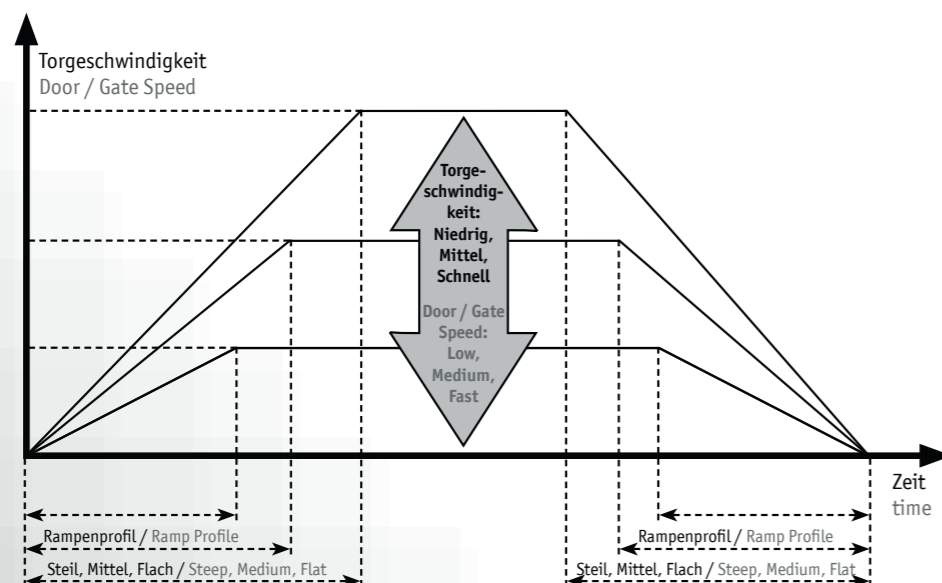 Torgeschwindigkeit
Door / Gate Speed
Torge-
schwindig-
keit:
Niedrig,
Mittel,
Schnell
Door / Gate
Speed:
Low,
Medium,
Fast
Zeit
time
Rampenprofil / Ramp Profile
Steil, Mittel, Flach / Steep, Medium, Flat
Rampenprofil / Ramp Profile
Steil, Mittel, Flach / Steep, Medium, Flat